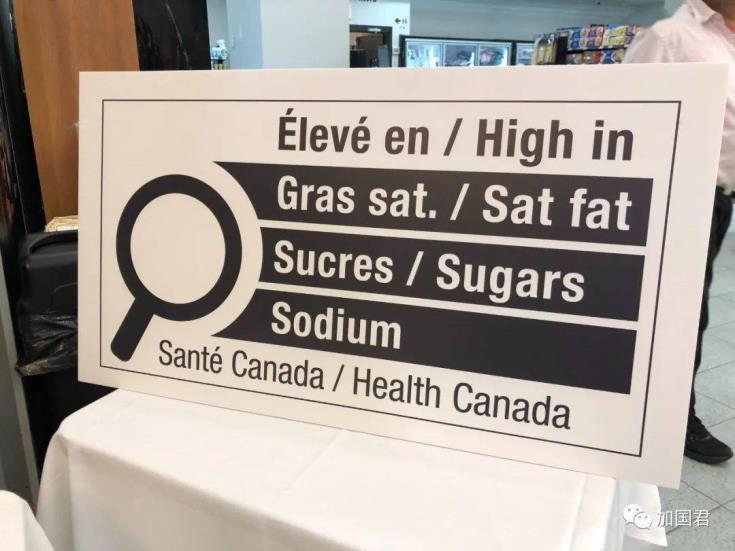 Élevé en / High in
Gras sat. / Sat fat
Sucres / Sugars
Sodium
Santé Canada / Health Canada
加国君